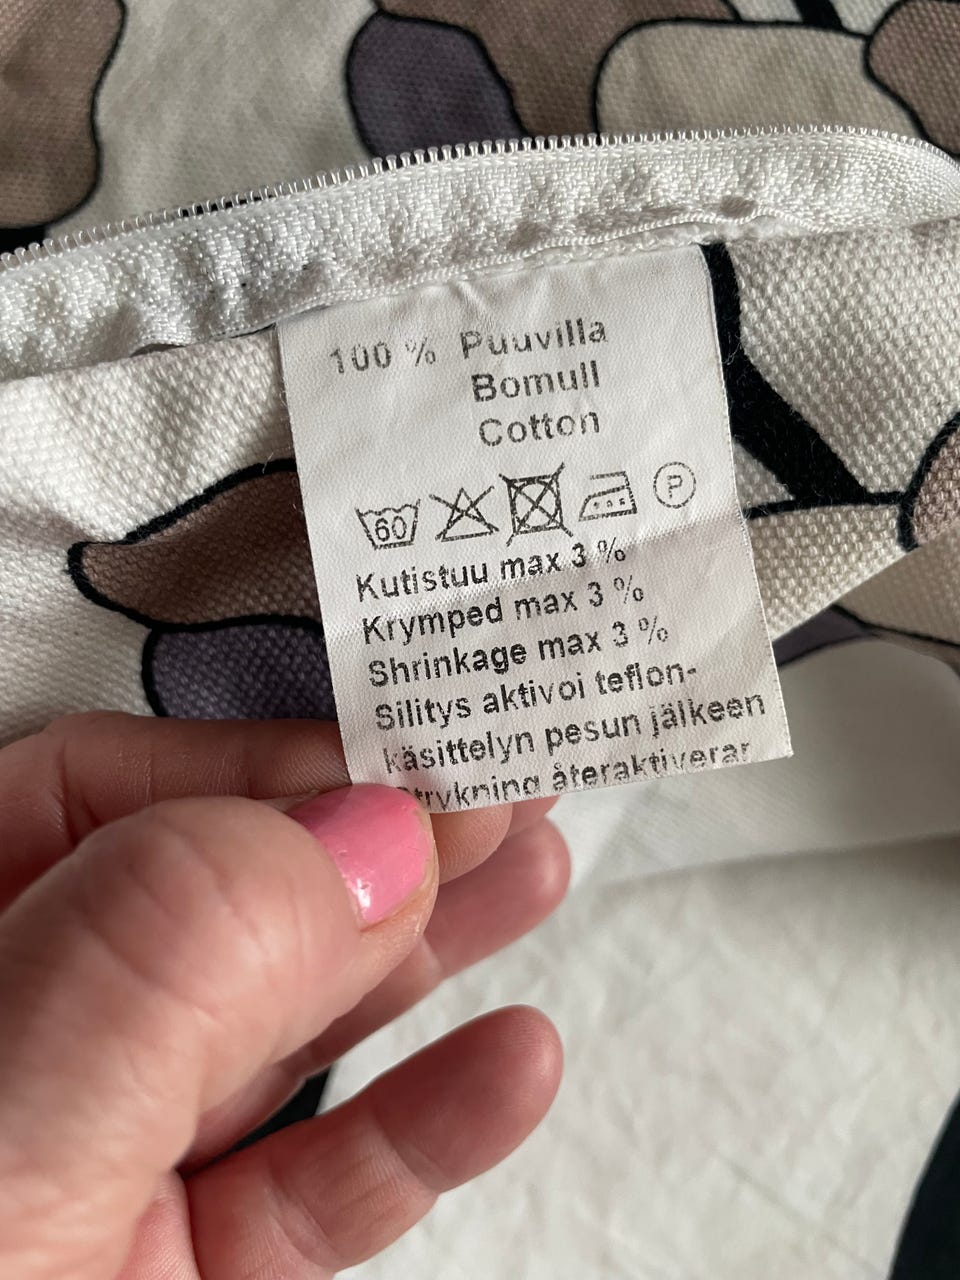 100 % Puuvilla
Bomull
Cotton
60 P
Kutistuu max 3 %
Krymped max 3 %
Shrinkage max 3 %
Silitys aktivoi teflon-
käsittelyn pesun jälkeen
återaktiverar